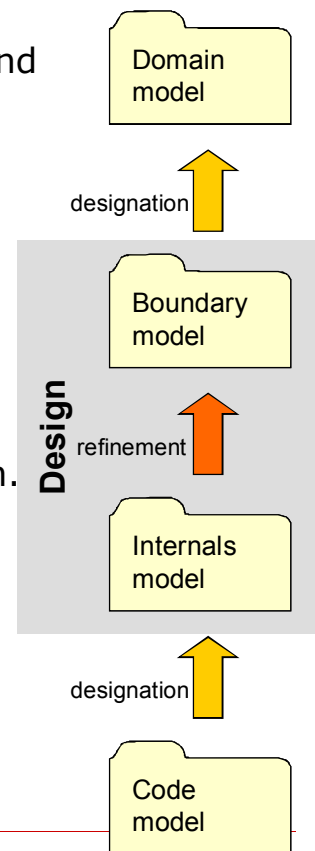 nd
Domain
model
designation
Boundary
model
Design
refinement
Internals
model
designation
Code
model